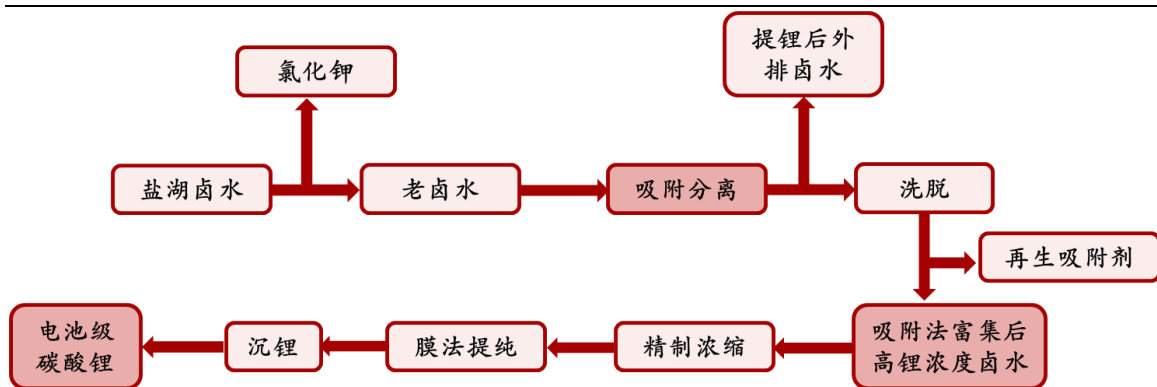 氯化钾
提锂后外
排卤水
盐湖卤水
老卤水
吸附分离
洗脱
再生吸附剂
电池级
碳酸锂
沉锂
膜法提纯
精制浓缩
吸附法富集后
高锂浓度卤水